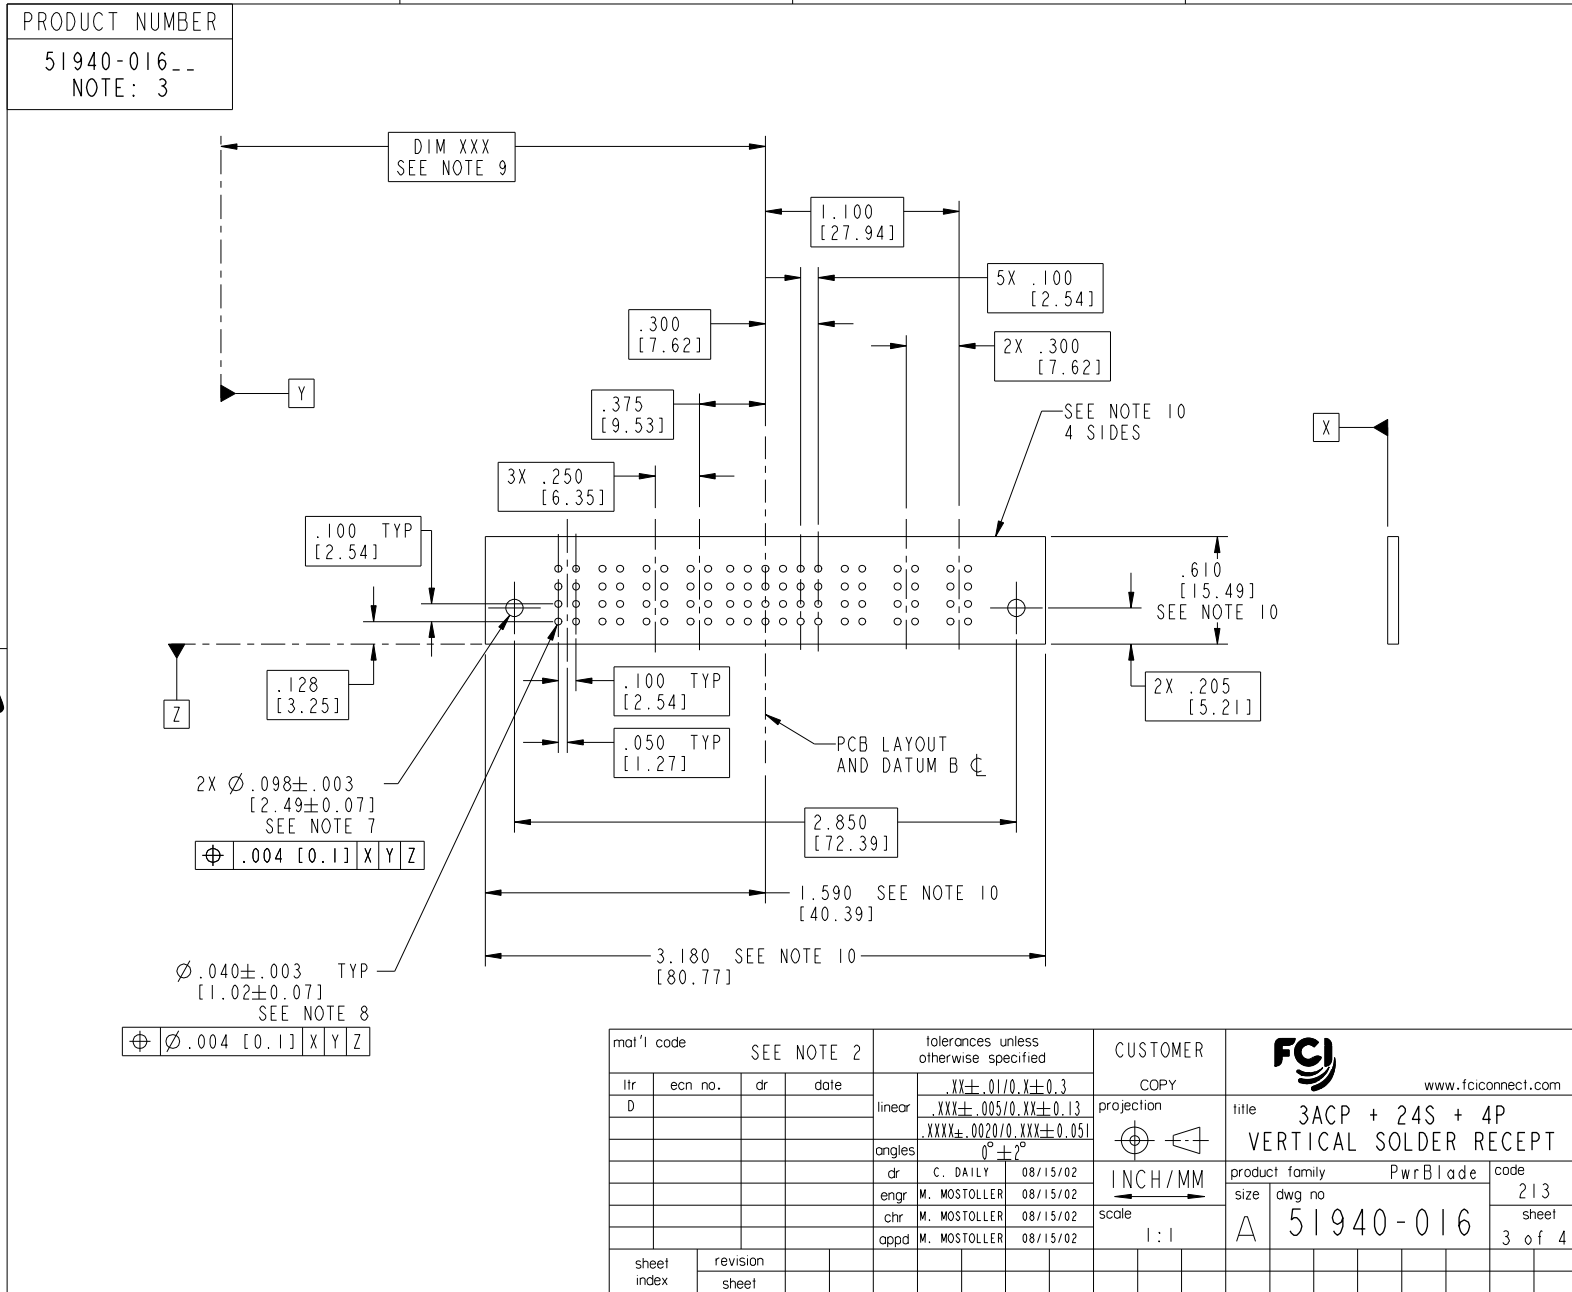 PRODUCT NUMBER
51940-016__
NOTE: 3
DIM XXX
SEE NOTE 9
1.100
[27.94]
5X .100
[2.54]
.300
[7.62]
2X .300
[7.62]
Y
.375
[9.53]
SEE NOTE 10
4 SIDES
X
3X .250
[6.35]
.100 TYP
[2.54]
.610
[15.49]
SEE NOTE 10
.128
[3.25]
Z
.100 TYP
[2.54]
2X .205
[5.21]
.050 TYP
[1.27]
PCB LAYOUT
AND DATUM B ℄
2X Ø.098±.003
[2.49±0.07]
SEE NOTE 7
⌖ .004 [0.1] X Y Z
2.850
[72.39]
1.590 SEE NOTE 10
[40.39]
3.180 SEE NOTE 10
[80.77]
Ø.040±.003 TYP
[1.02±0.07]
SEE NOTE 8
⌖ Ø.004 [0.1] X Y Z
mat'l code SEE NOTE 2
tolerances unless
otherwise specified
CUSTOMER
COPY
FCI
www.fciconnect.com
ltr ecn no. dr date
D
linear
.XX±.01/0.X±0.3
.XXX±.005/0.XX±0.13
.XXXX±.0020/0.XXX±0.051
angles 0°±2°
projection
title 3ACP + 24S + 4P
VERTICAL SOLDER RECEPT
dr C. DAILY 08/15/02
engr M. MOSTOLLER 08/15/02
chr M. MOSTOLLER 08/15/02
appd M. MOSTOLLER 08/15/02
INCH/MM
scale
1:1
product family PwrBlade
code
213
size
A
dwg no
51940-016
sheet
3 of 4
sheet
index
revision
sheet